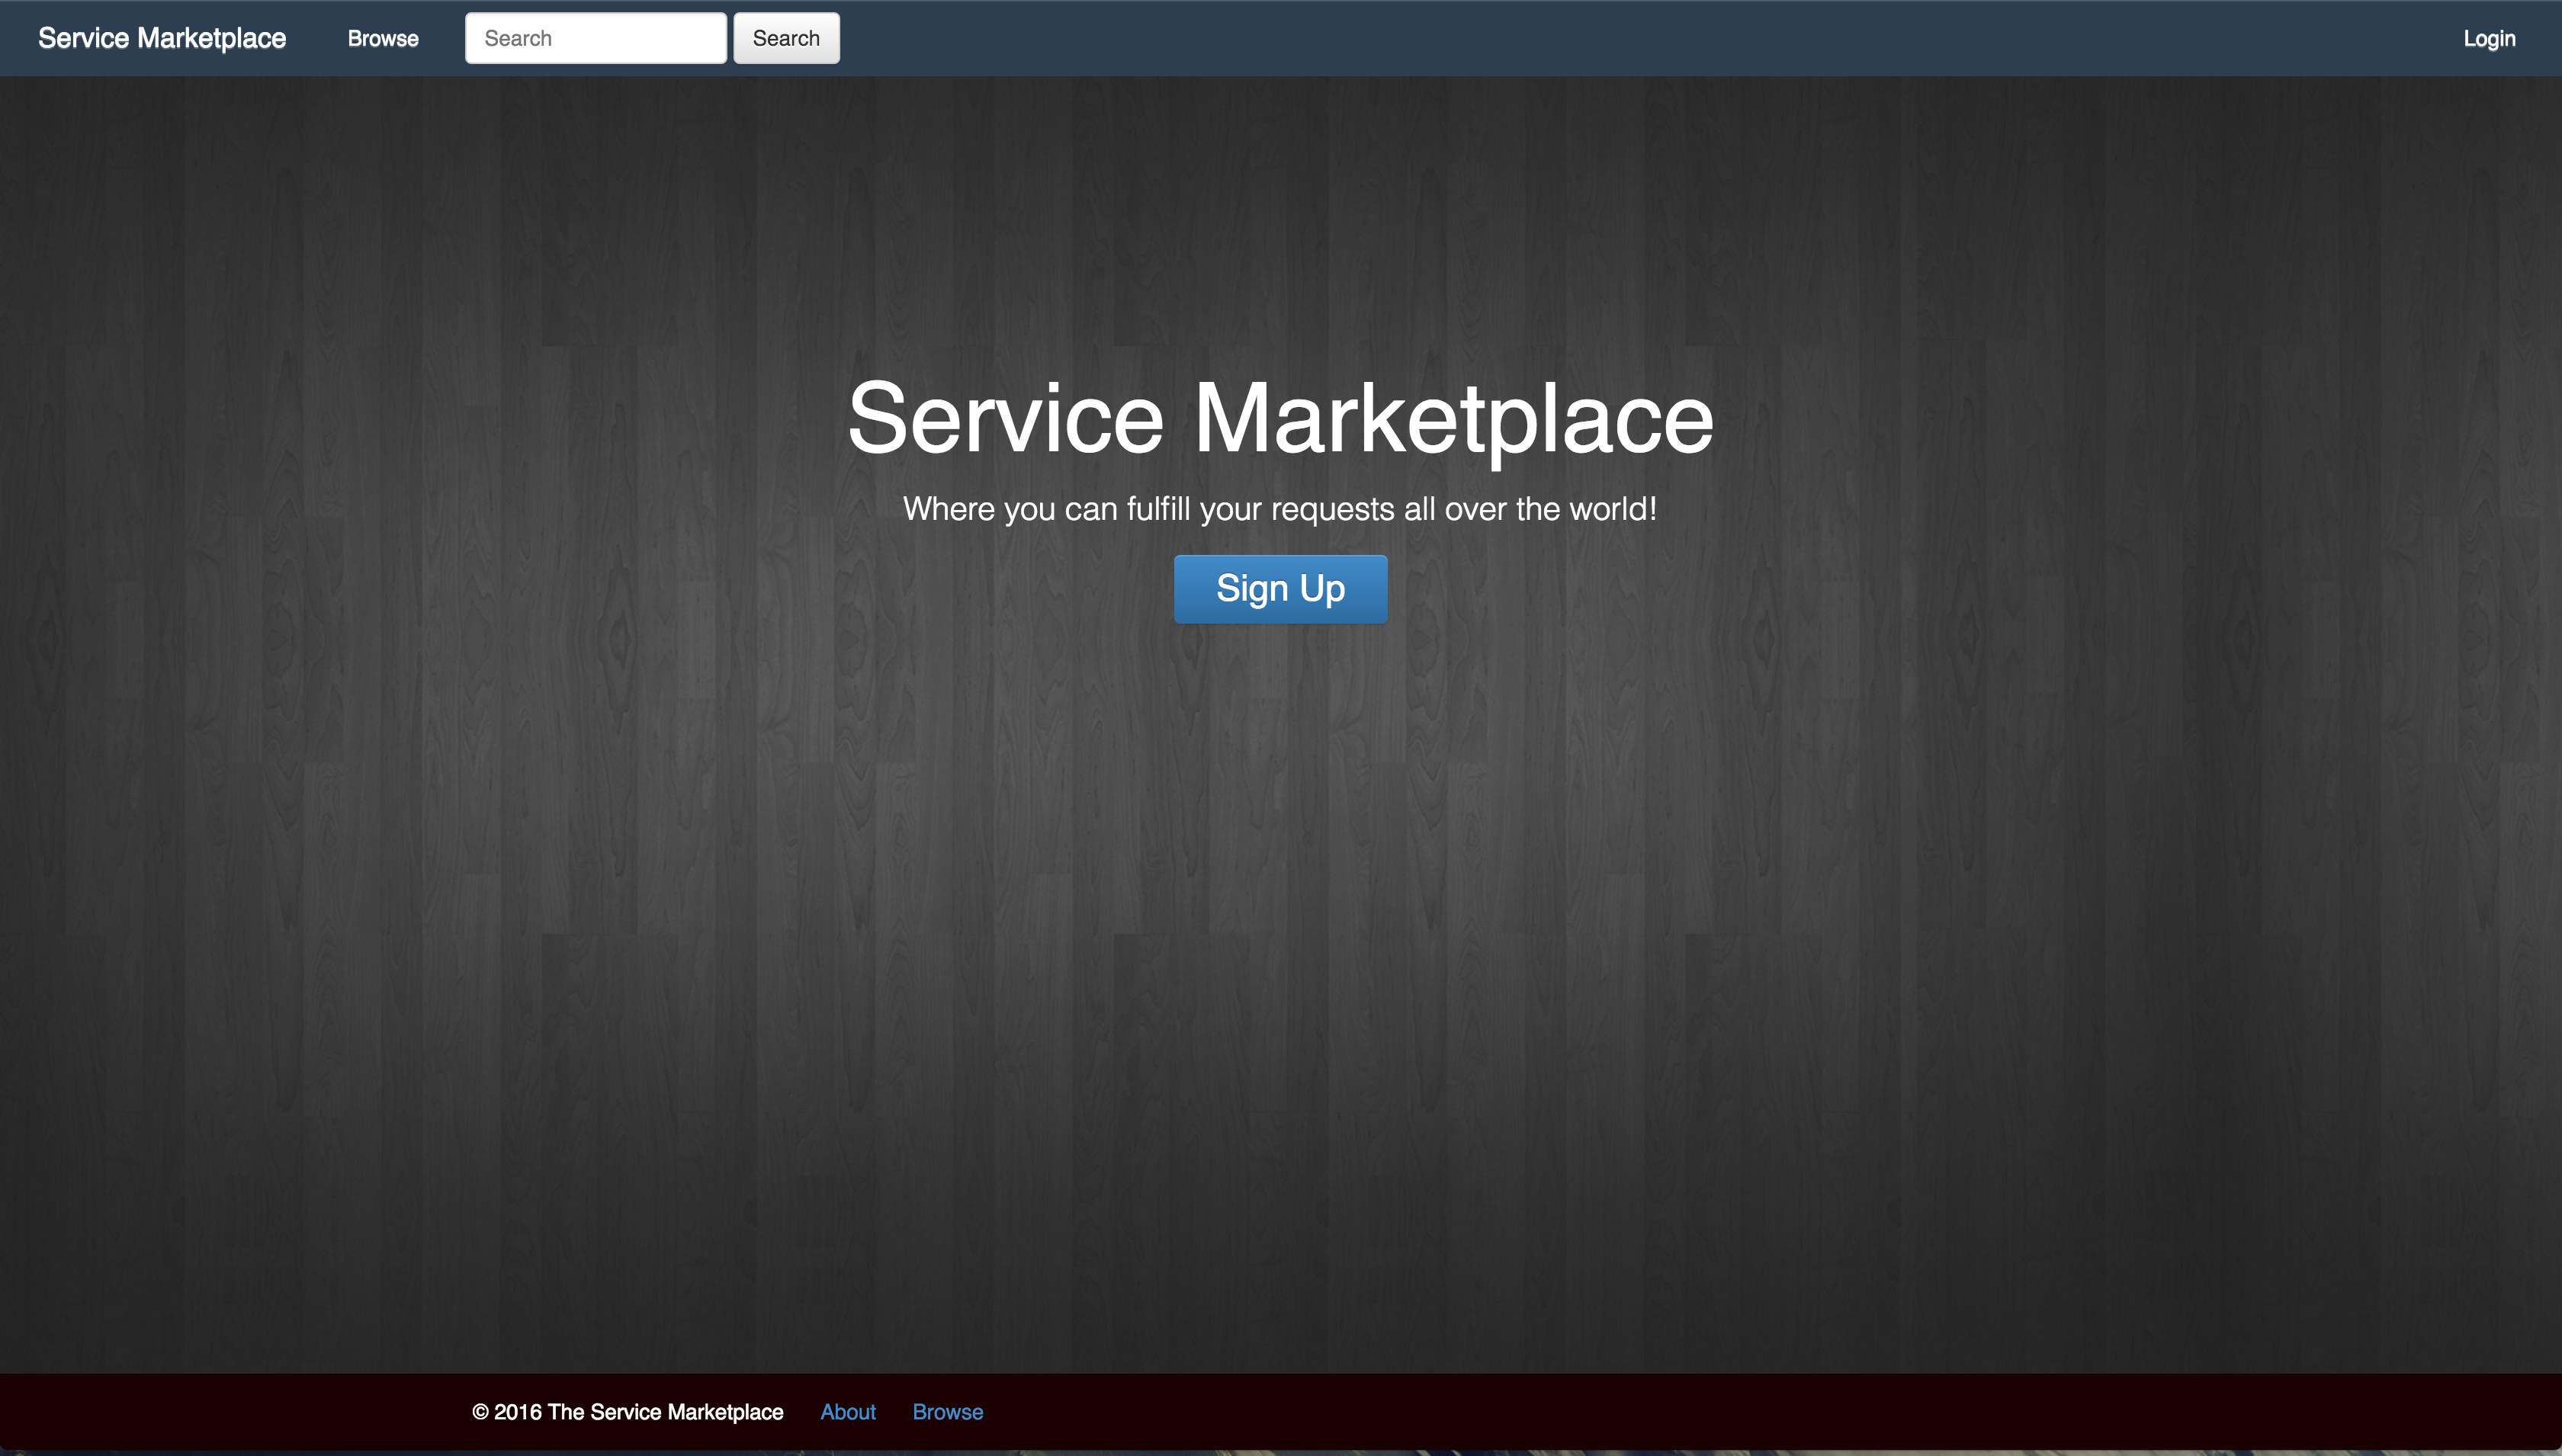 Service Marketplace Browse Search Search Login
Service Marketplace
Where you can fulfill your requests all over the world!
Sign Up
© 2016 The Service Marketplace About Browse